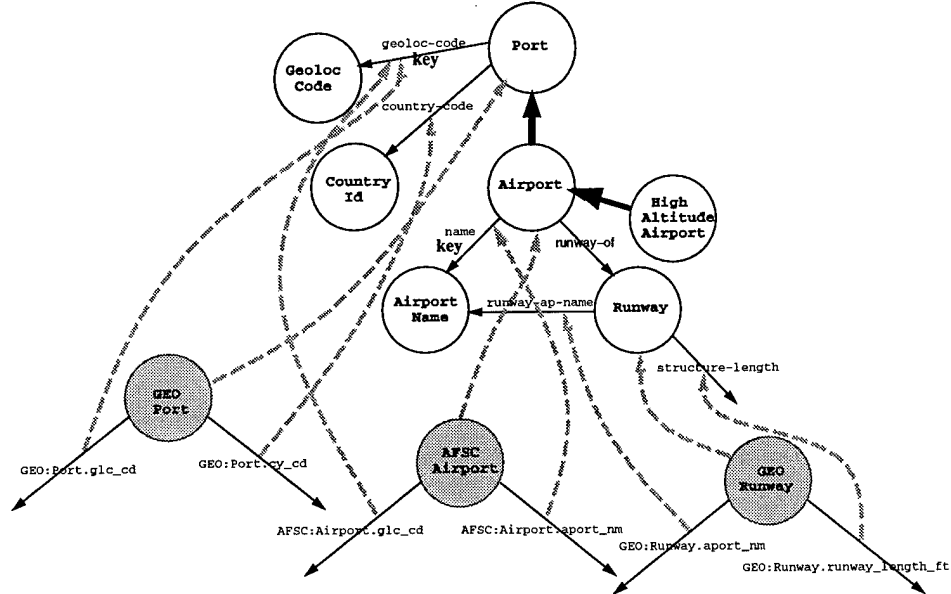 Port
geoloc-code
key
Geoloc
Code
country-code
Country
Id
Airport
High
Altitude
Airport
name
key
runway-of
Airport
Name
runway-ap-name
Runway
structure-length
GEO
Port
GEO:Port.glc_cd
GEO:Port.cy_cd
AFSC
Airport
GEO
Runway
AFSC:Airport.glc_cd
AFSC:Airport.aport_nm
GEO:Runway.aport_nm
GEO:Runway.runway_length_ft